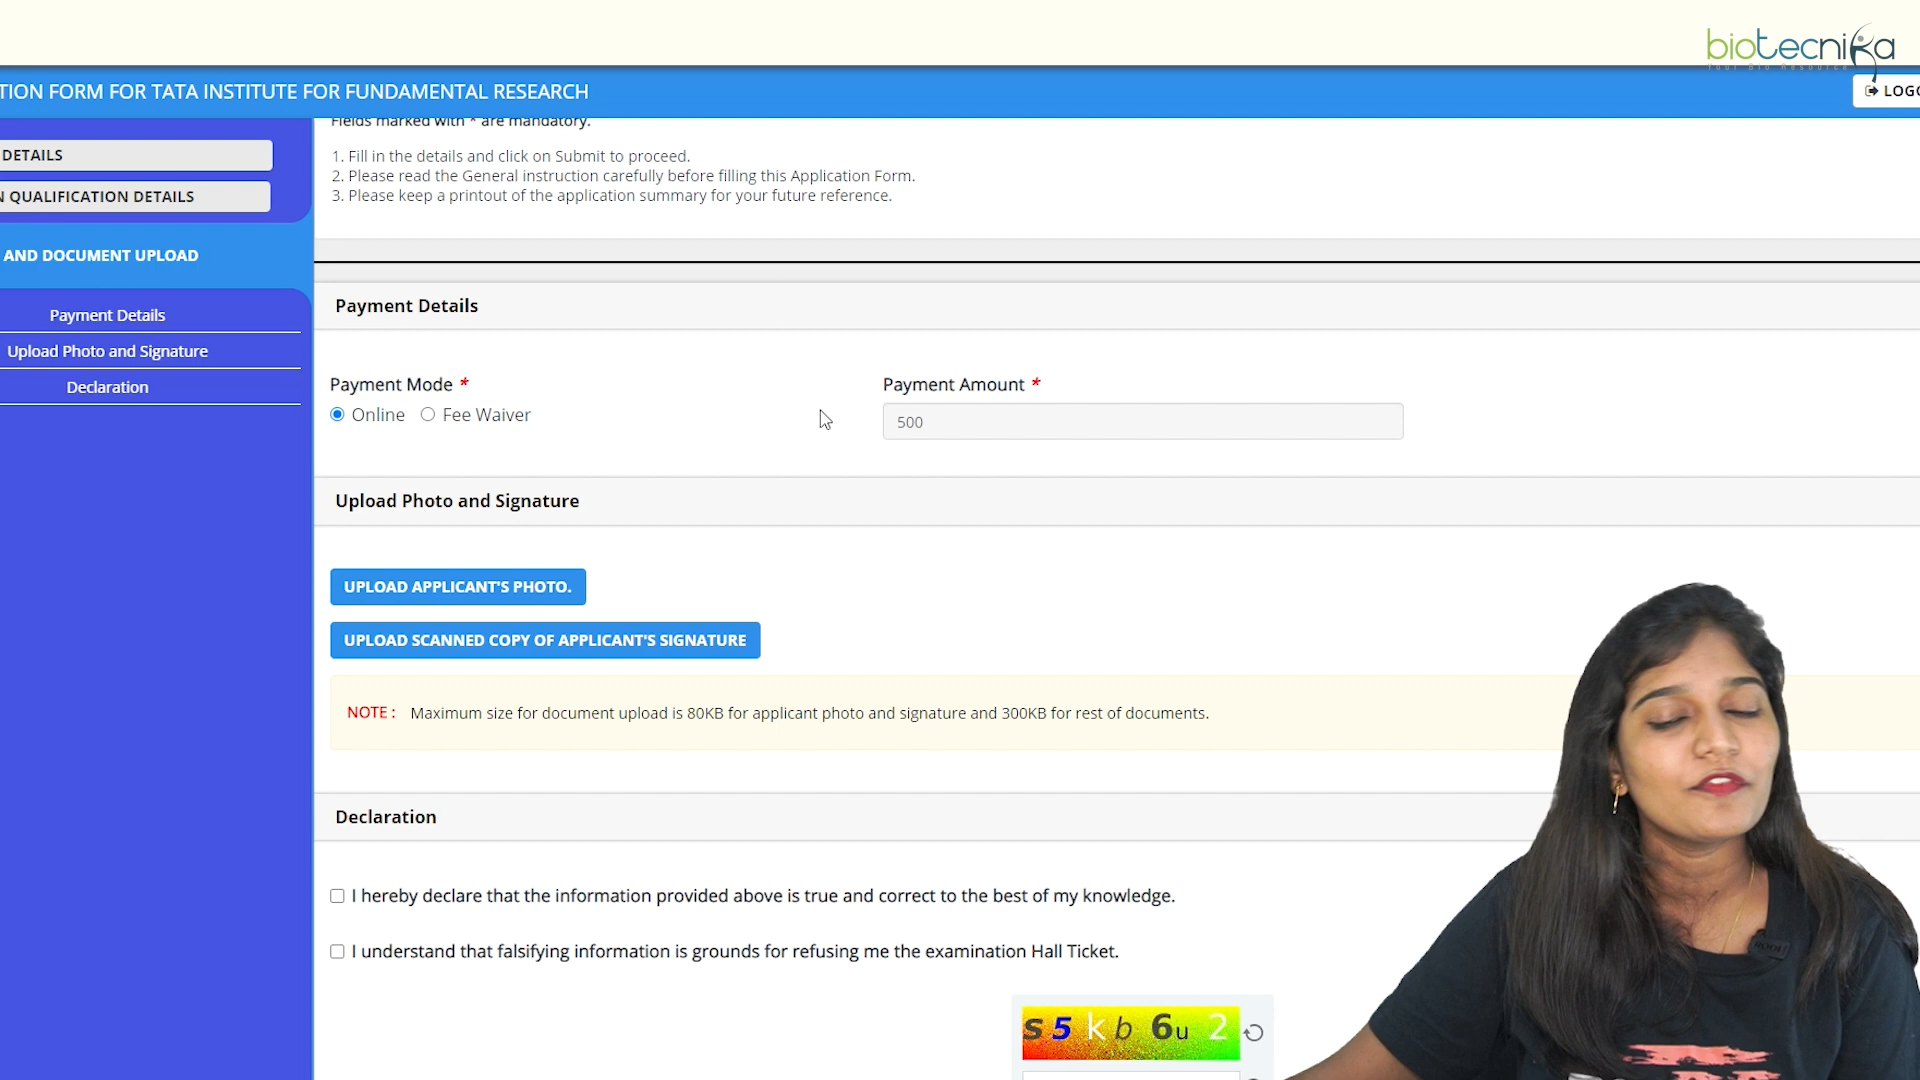 biotecnika
TION FORM FOR TATA INSTITUTE FOR FUNDAMENTAL RESEARCH
Fields marked with * are mandatory.
DETAILS
1. Fill in the details and click on Submit to proceed.
2. Please read the General instruction carefully before filling this Application Form.
3. Please keep a printout of the application summary for your future reference.
N QUALIFICATION DETAILS
AND DOCUMENT UPLOAD
Payment Details
Upload Photo and Signature
Declaration
Payment Details
Payment Mode *
Online Fee Waiver
Payment Amount *
500
Upload Photo and Signature
UPLOAD APPLICANT'S PHOTO.
UPLOAD SCANNED COPY OF APPLICANT'S SIGNATURE
NOTE : Maximum size for document upload is 80KB for applicant photo and signature and 300KB for rest of documents.
Declaration
I hereby declare that the information provided above is true and correct to the best of my knowledge.
I understand that falsifying information is grounds for refusing me the examination Hall Ticket.
s5kb6u2